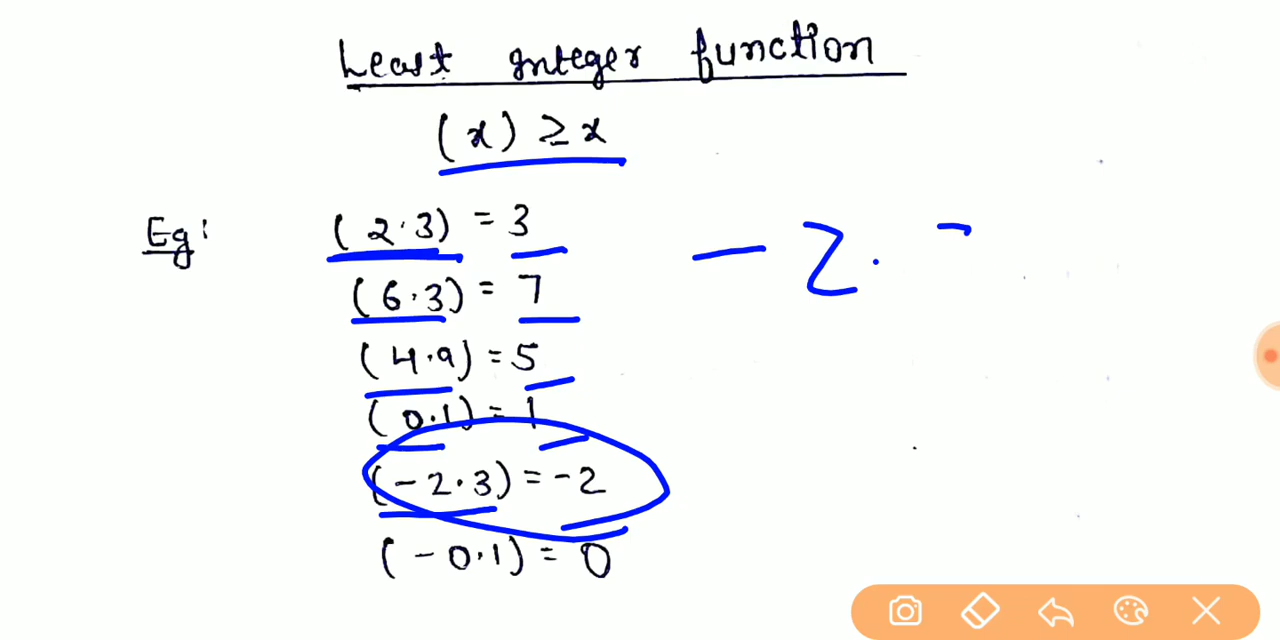 Least Integer function
(x) ≥ x
Eg:
(2.3) = 3
(6.3) = 7
(4.9) = 5
(0.1) = 1
(-2.3) = -2
(-0.1) = 0
- 2.